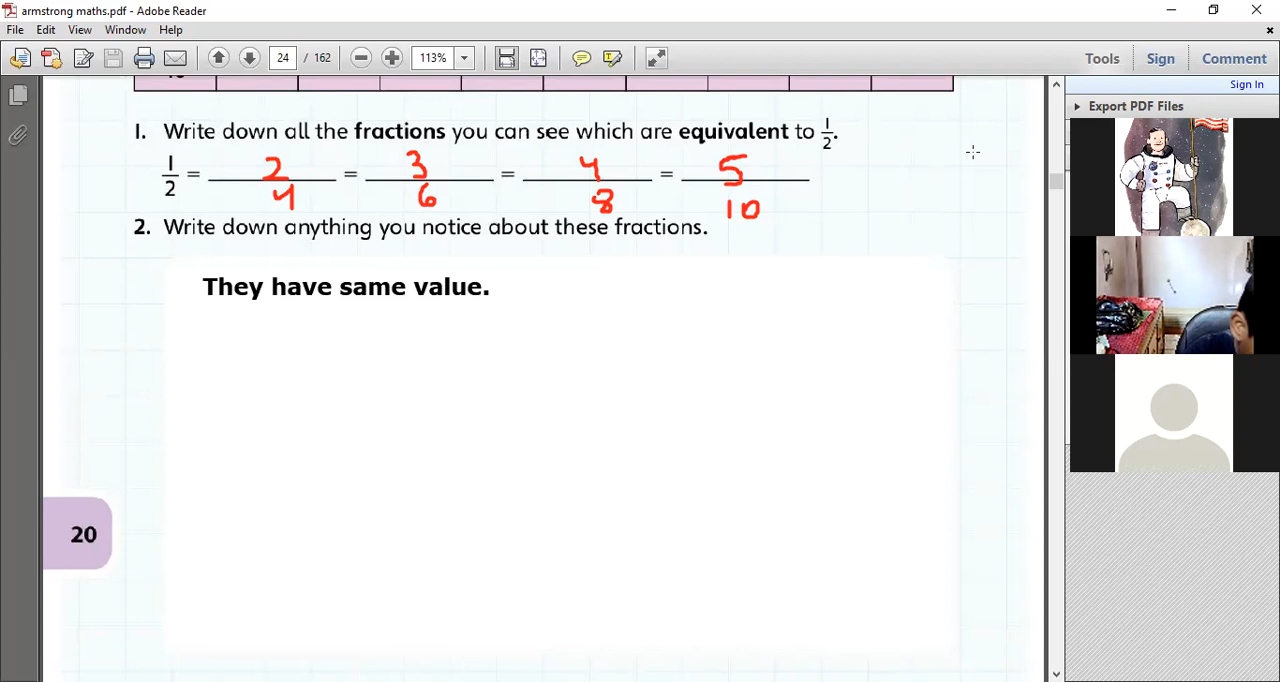 armstrong maths.pdf - Adobe Reader
File Edit View Window Help
24 / 162 113% Tools Sign Comment
Sign In
Export PDF Files
1. Write down all the fractions you can see which are equivalent to 1/2.
1/2 = 2/4 = 3/6 = 4/8 = 5/10
2. Write down anything you notice about these fractions.
They have same value.
20